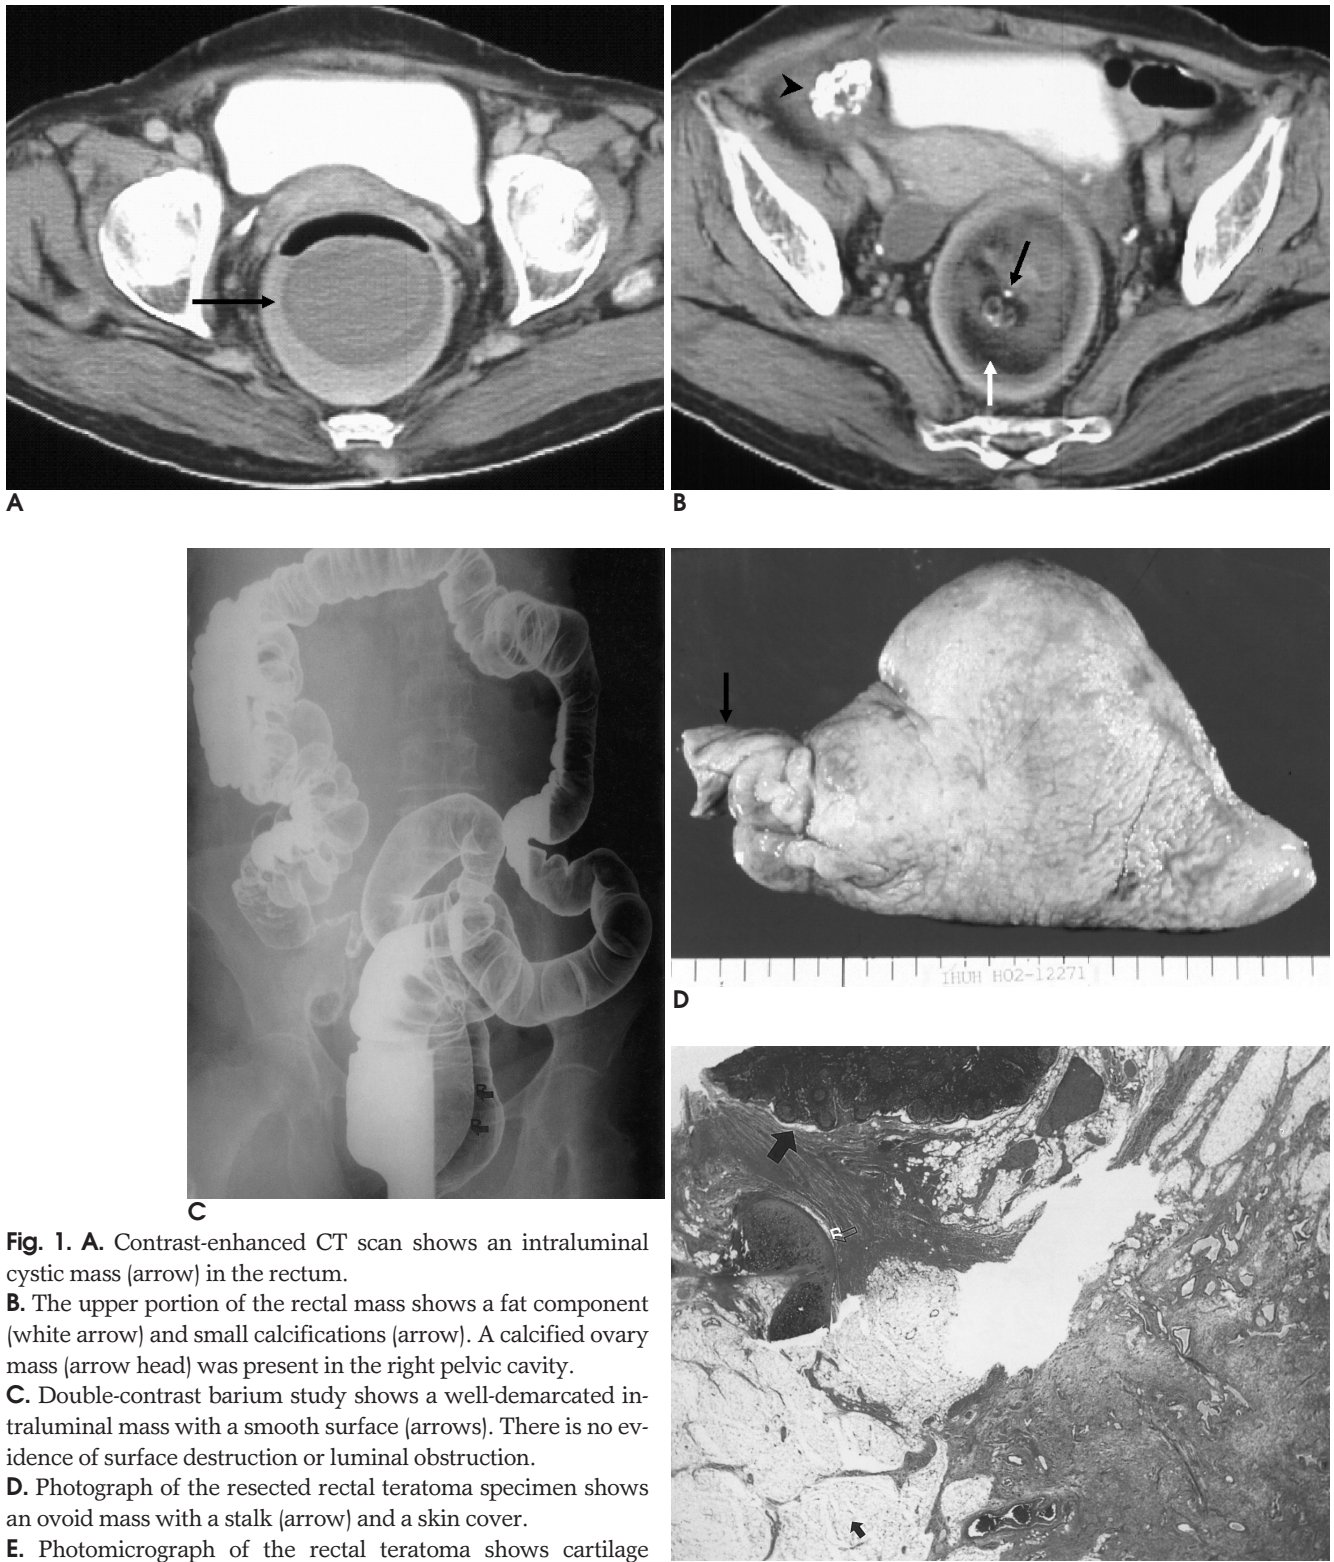 A
B
IHUH H02-12271
C
D
Fig. 1. A. Contrast-enhanced CT scan shows an intraluminal
cystic mass (arrow) in the rectum.
B. The upper portion of the rectal mass shows a fat component
(white arrow) and small calcifications (arrow). A calcified ovary
mass (arrow head) was present in the right pelvic cavity.
C. Double-contrast barium study shows a well-demarcated in-
traluminal mass with a smooth surface (arrows). There is no ev-
idence of surface destruction or luminal obstruction.
D. Photograph of the resected rectal teratoma specimen shows
an ovoid mass with a stalk (arrow) and a skin cover.
E. Photomicrograph of the rectal teratoma shows cartilage